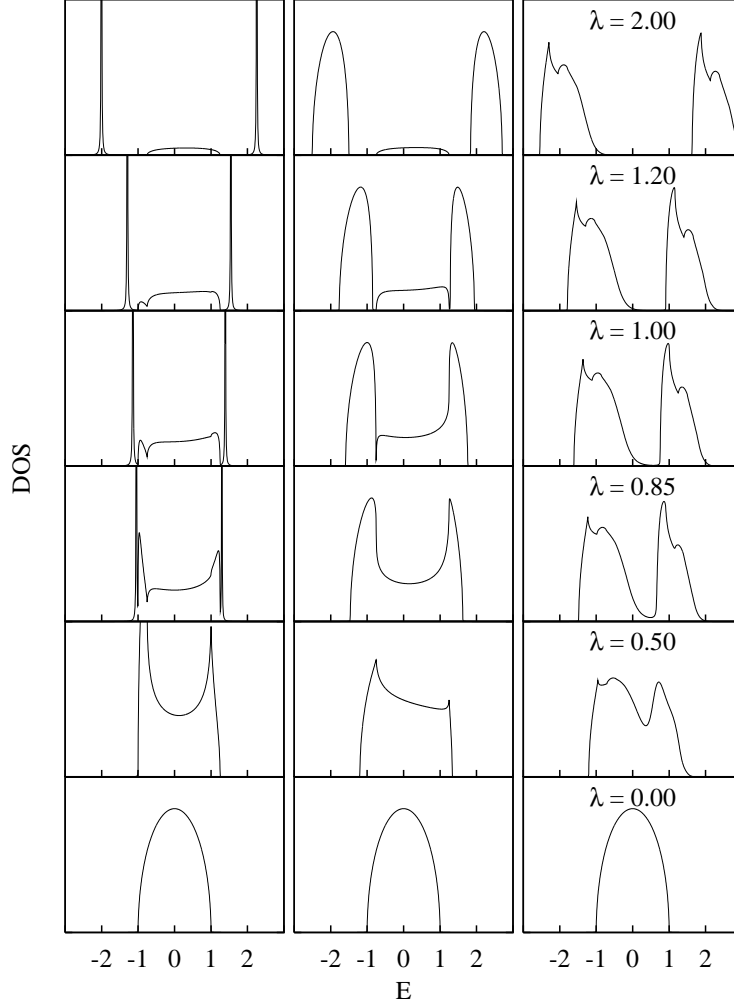 λ = 2.00
λ = 1.20
λ = 1.00
λ = 0.85
λ = 0.50
λ = 0.00
DOS
-2 -1 0 1 2 -2 -1 0 1 2 -2 -1 0 1 2
E